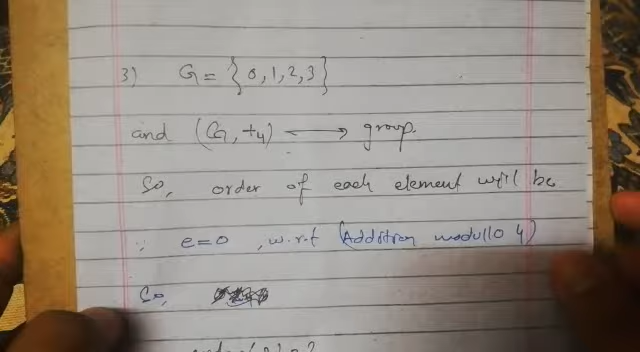 3) G = {0, 1, 2, 3}
and (G, +₄) ⟷ group.
So, order of each element will be
∵ e = 0, w.r.t (Addition modullo 4)
So,